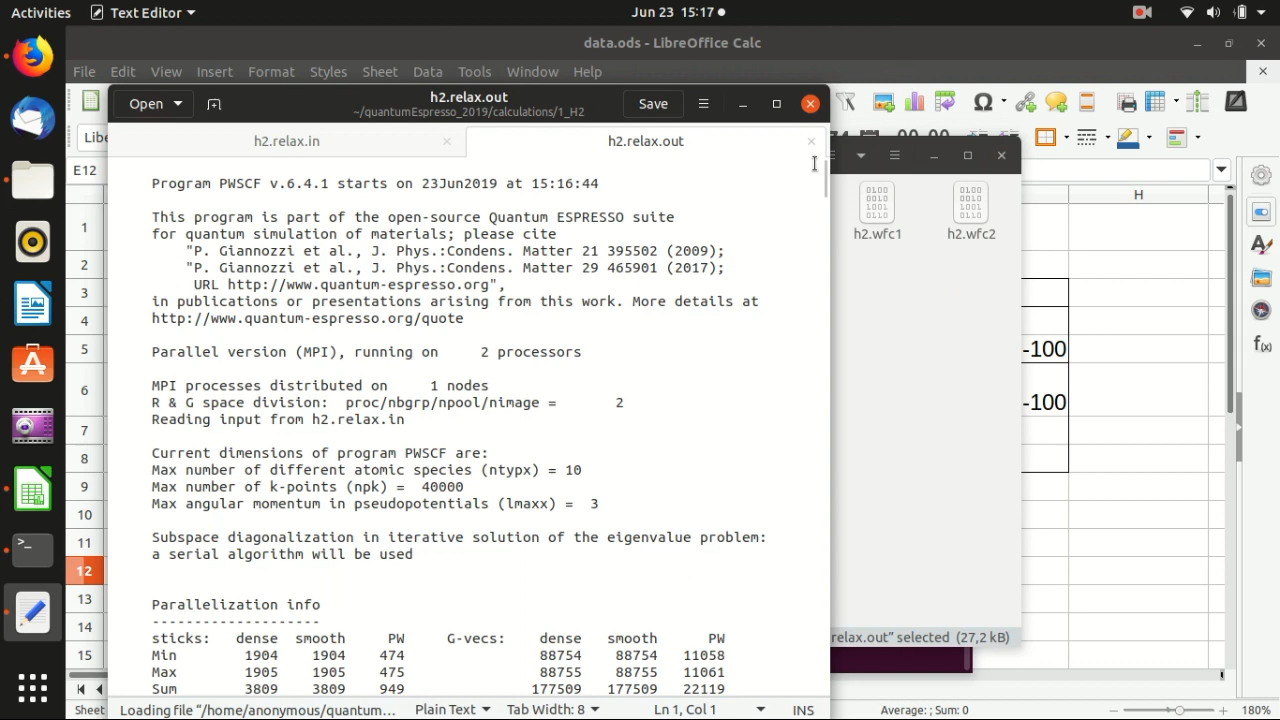 Activities Text Editor Jun 23 15:17
data.ods - LibreOffice Calc
File Edit View Insert Format Styles Sheet Data Tools Window Help
Open h2.relax.out Save
~/quantumEspresso_2019/calculations/1_H2
h2.relax.in h2.relax.out
E12
Program PWSCF v.6.4.1 starts on 23Jun2019 at 15:16:44
This program is part of the open-source Quantum ESPRESSO suite
for quantum simulation of materials; please cite
"P. Giannozzi et al., J. Phys.:Condens. Matter 21 395502 (2009);
"P. Giannozzi et al., J. Phys.:Condens. Matter 29 465901 (2017);
URL http://www.quantum-espresso.org",
in publications or presentations arising from this work. More details at
http://www.quantum-espresso.org/quote
Parallel version (MPI), running on 2 processors
MPI processes distributed on 1 nodes
R & G space division: proc/nbgrp/npool/nimage = 2
Reading input from h2.relax.in
Current dimensions of program PWSCF are:
Max number of different atomic species (ntypx) = 10
Max number of k-points (npk) = 40000
Max angular momentum in pseudopotentials (lmaxx) = 3
Subspace diagonalization in iterative solution of the eigenvalue problem:
a serial algorithm will be used
Parallelization info
--------------------
sticks: dense smooth PW G-vecs: dense smooth PW
Min 1904 1904 474 88754 88754 11058
Max 1905 1905 475 88755 88755 11061
Sum 3809 3809 949 177509 177509 22119
Loading file “/home/anonymous/quantum... Plain Text Tab Width: 8 Ln 1, Col 1 INS
h2.wfc1 h2.wfc2
relax.out” selected (27,2 kB)
H
-100
-100
1
2
3
4
5
6
7
8
9
10
11
12
13
14
15
Sheet Average: ; Sum: 0 180%